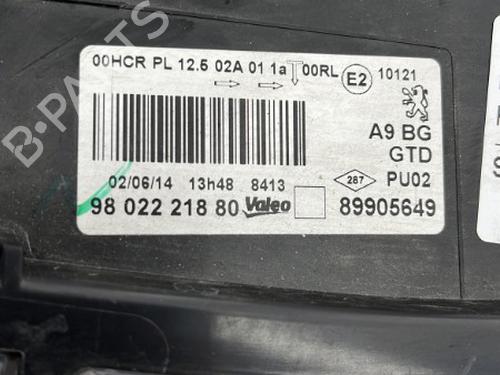 00HCR PL 12.5 02A 01 1a 00RL E2 10121
A9 BG
GTD
02/06/14 13h48 8413 287 PU02
98 022 218 80 Valeo 89905649
B-PARTS